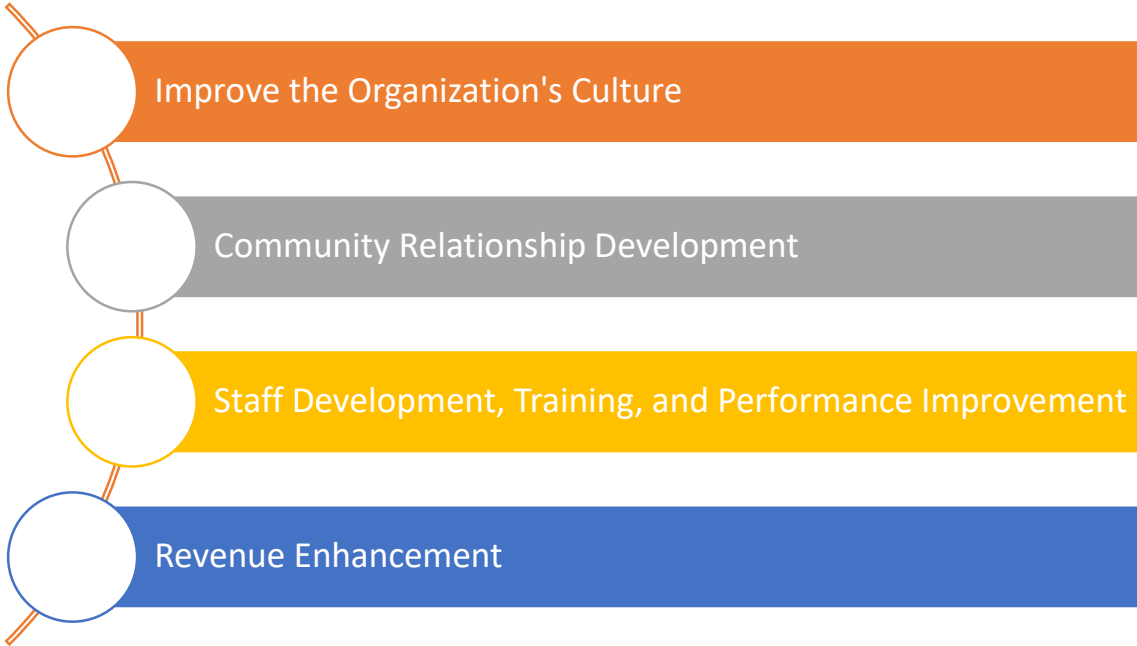 Improve the Organization's Culture
Community Relationship Development
Staff Development, Training, and Performance Improvement
Revenue Enhancement